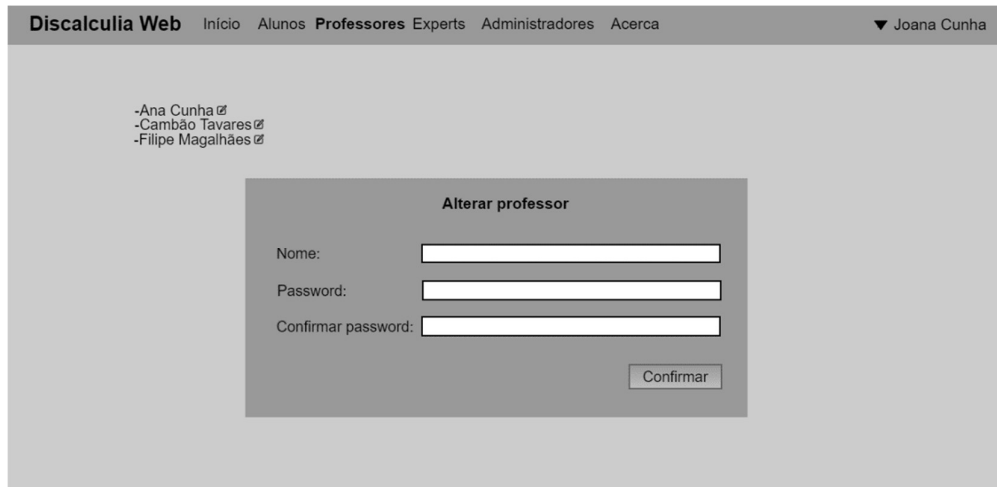 Discalculia Web Início Alunos Professores Experts Administradores Acerca ▼ Joana Cunha
-Ana Cunha
-Cambão Tavares
-Filipe Magalhães
Alterar professor
Nome:
Password:
Confirmar password:
Confirmar